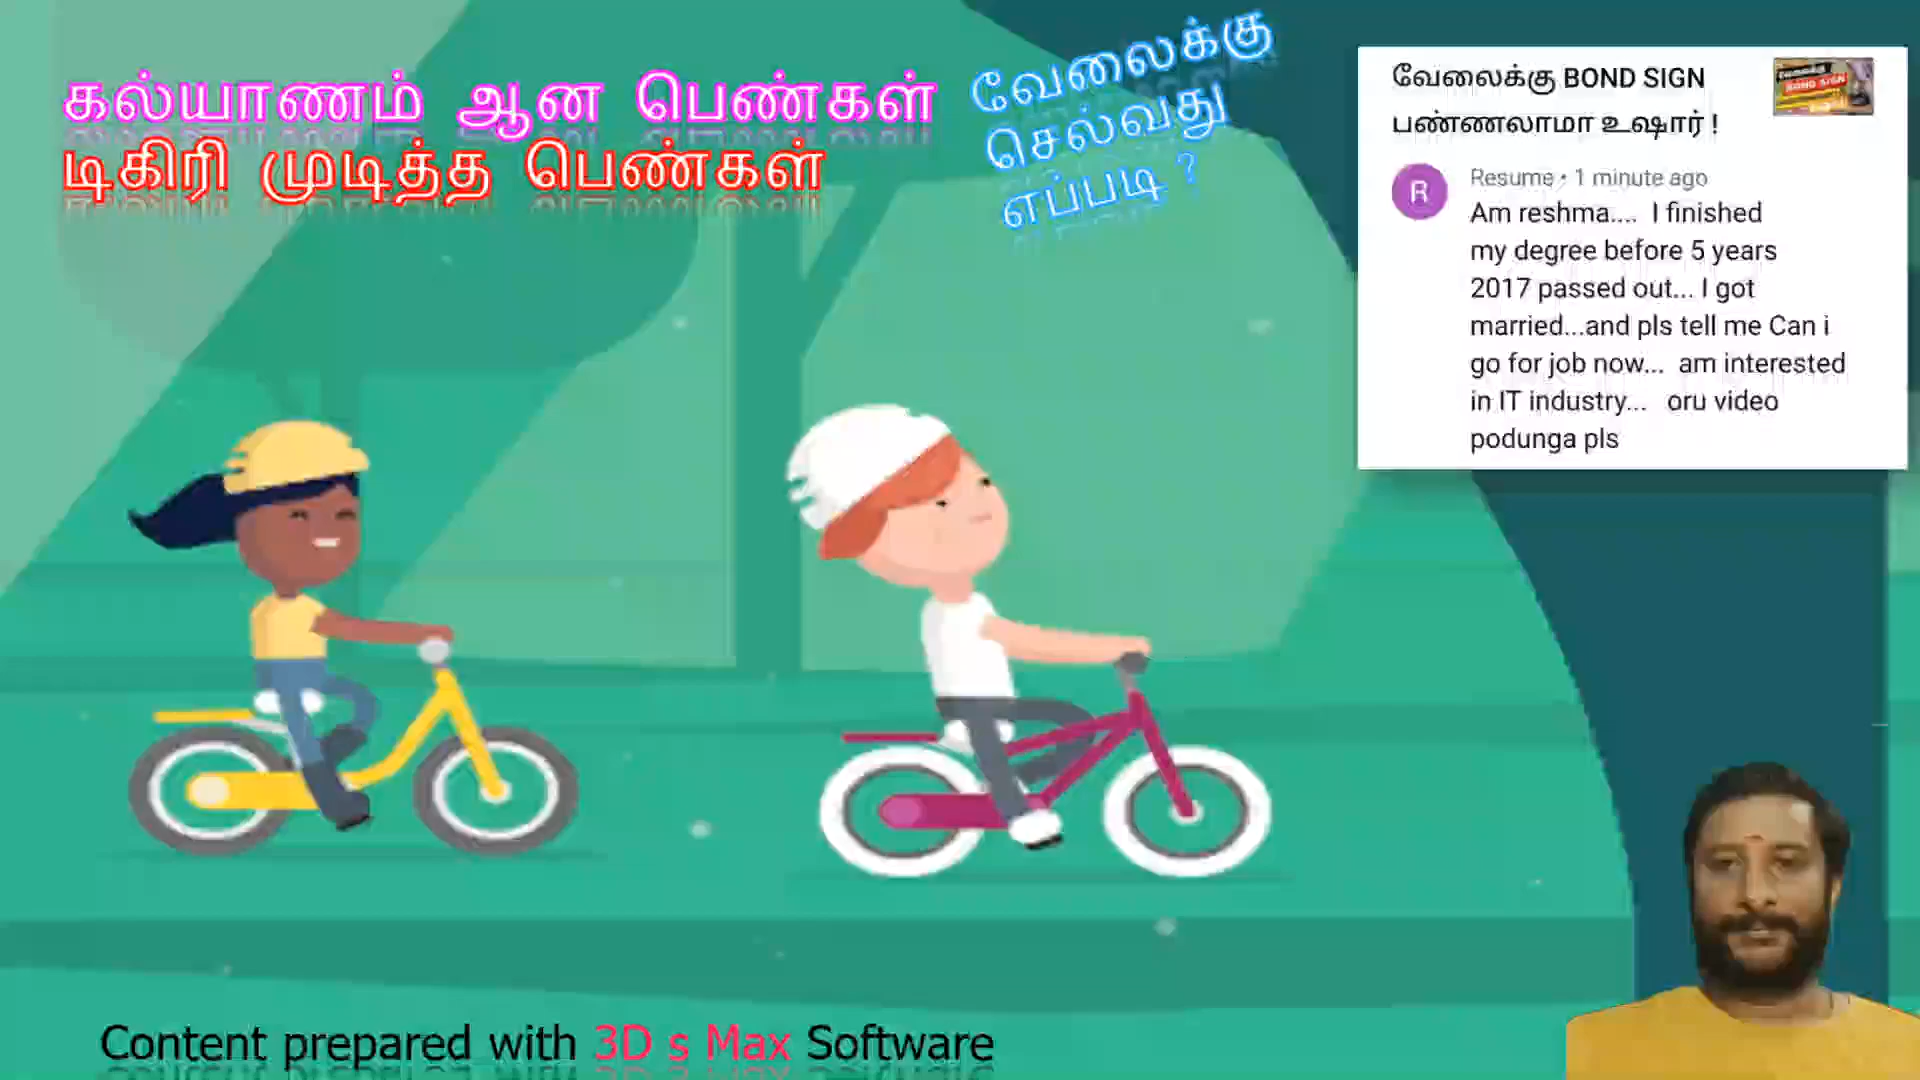 கல்யாணம் ஆன பெண்கள்
டிகிரி முடித்த பெண்கள்
வேலைக்கு
செல்வது
எப்படி ?
வேலைக்கு BOND SIGN
பண்ணலாமா உஷார் !
BOND SIGN
R
Resume • 1 minute ago
Am reshma.... I finished
my degree before 5 years
2017 passed out... I got
married...and pls tell me Can i
go for job now... am interested
in IT industry... oru video
podunga pls
Content prepared with 3D s Max Software